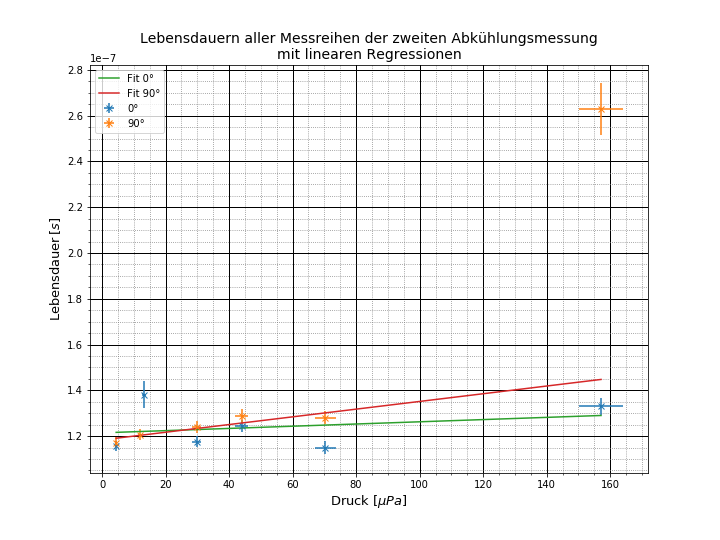 Lebensdauern aller Messreihen der zweiten Abkühlungsmessung
mit linearen Regressionen
1e−7
2.8
2.6
2.4
2.2
2.0
1.8
1.6
1.4
1.2
Lebensdauer [s]
Fit 0°
Fit 90°
0°
90°
0 20 40 60 80 100 120 140 160
Druck [μPa]